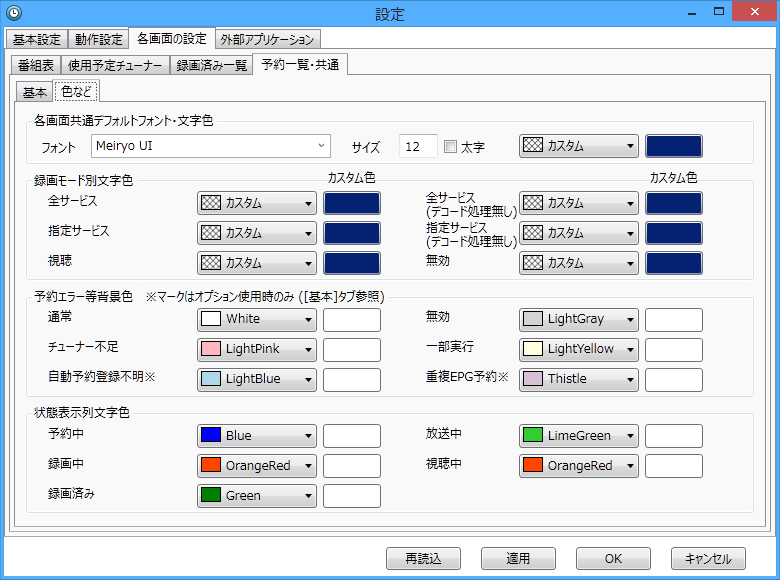 設定
基本設定 動作設定 各画面の設定 外部アプリケーション
番組表 使用予定チューナー 録画済み一覧 予約一覧・共通
基本 色など
各画面共通デフォルトフォント・文字色
フォント Meiryo UI サイズ 12 太字 カスタム
録画モード別文字色 カスタム色 カスタム色
全サービス カスタム 全サービス カスタム
(デコード処理無し)
指定サービス カスタム 指定サービス カスタム
(デコード処理無し)
視聴 カスタム 無効 カスタム
予約エラー等背景色 ※マークはオプション使用時のみ ([基本]タブ参照)
通常 White 無効 LightGray
チューナー不足 LightPink 一部実行 LightYellow
自動予約登録不明※ LightBlue 重複EPG予約※ Thistle
状態表示列文字色
予約中 Blue 放送中 LimeGreen
録画中 OrangeRed 視聴中 OrangeRed
録画済み Green
再読込 適用 OK キャンセル